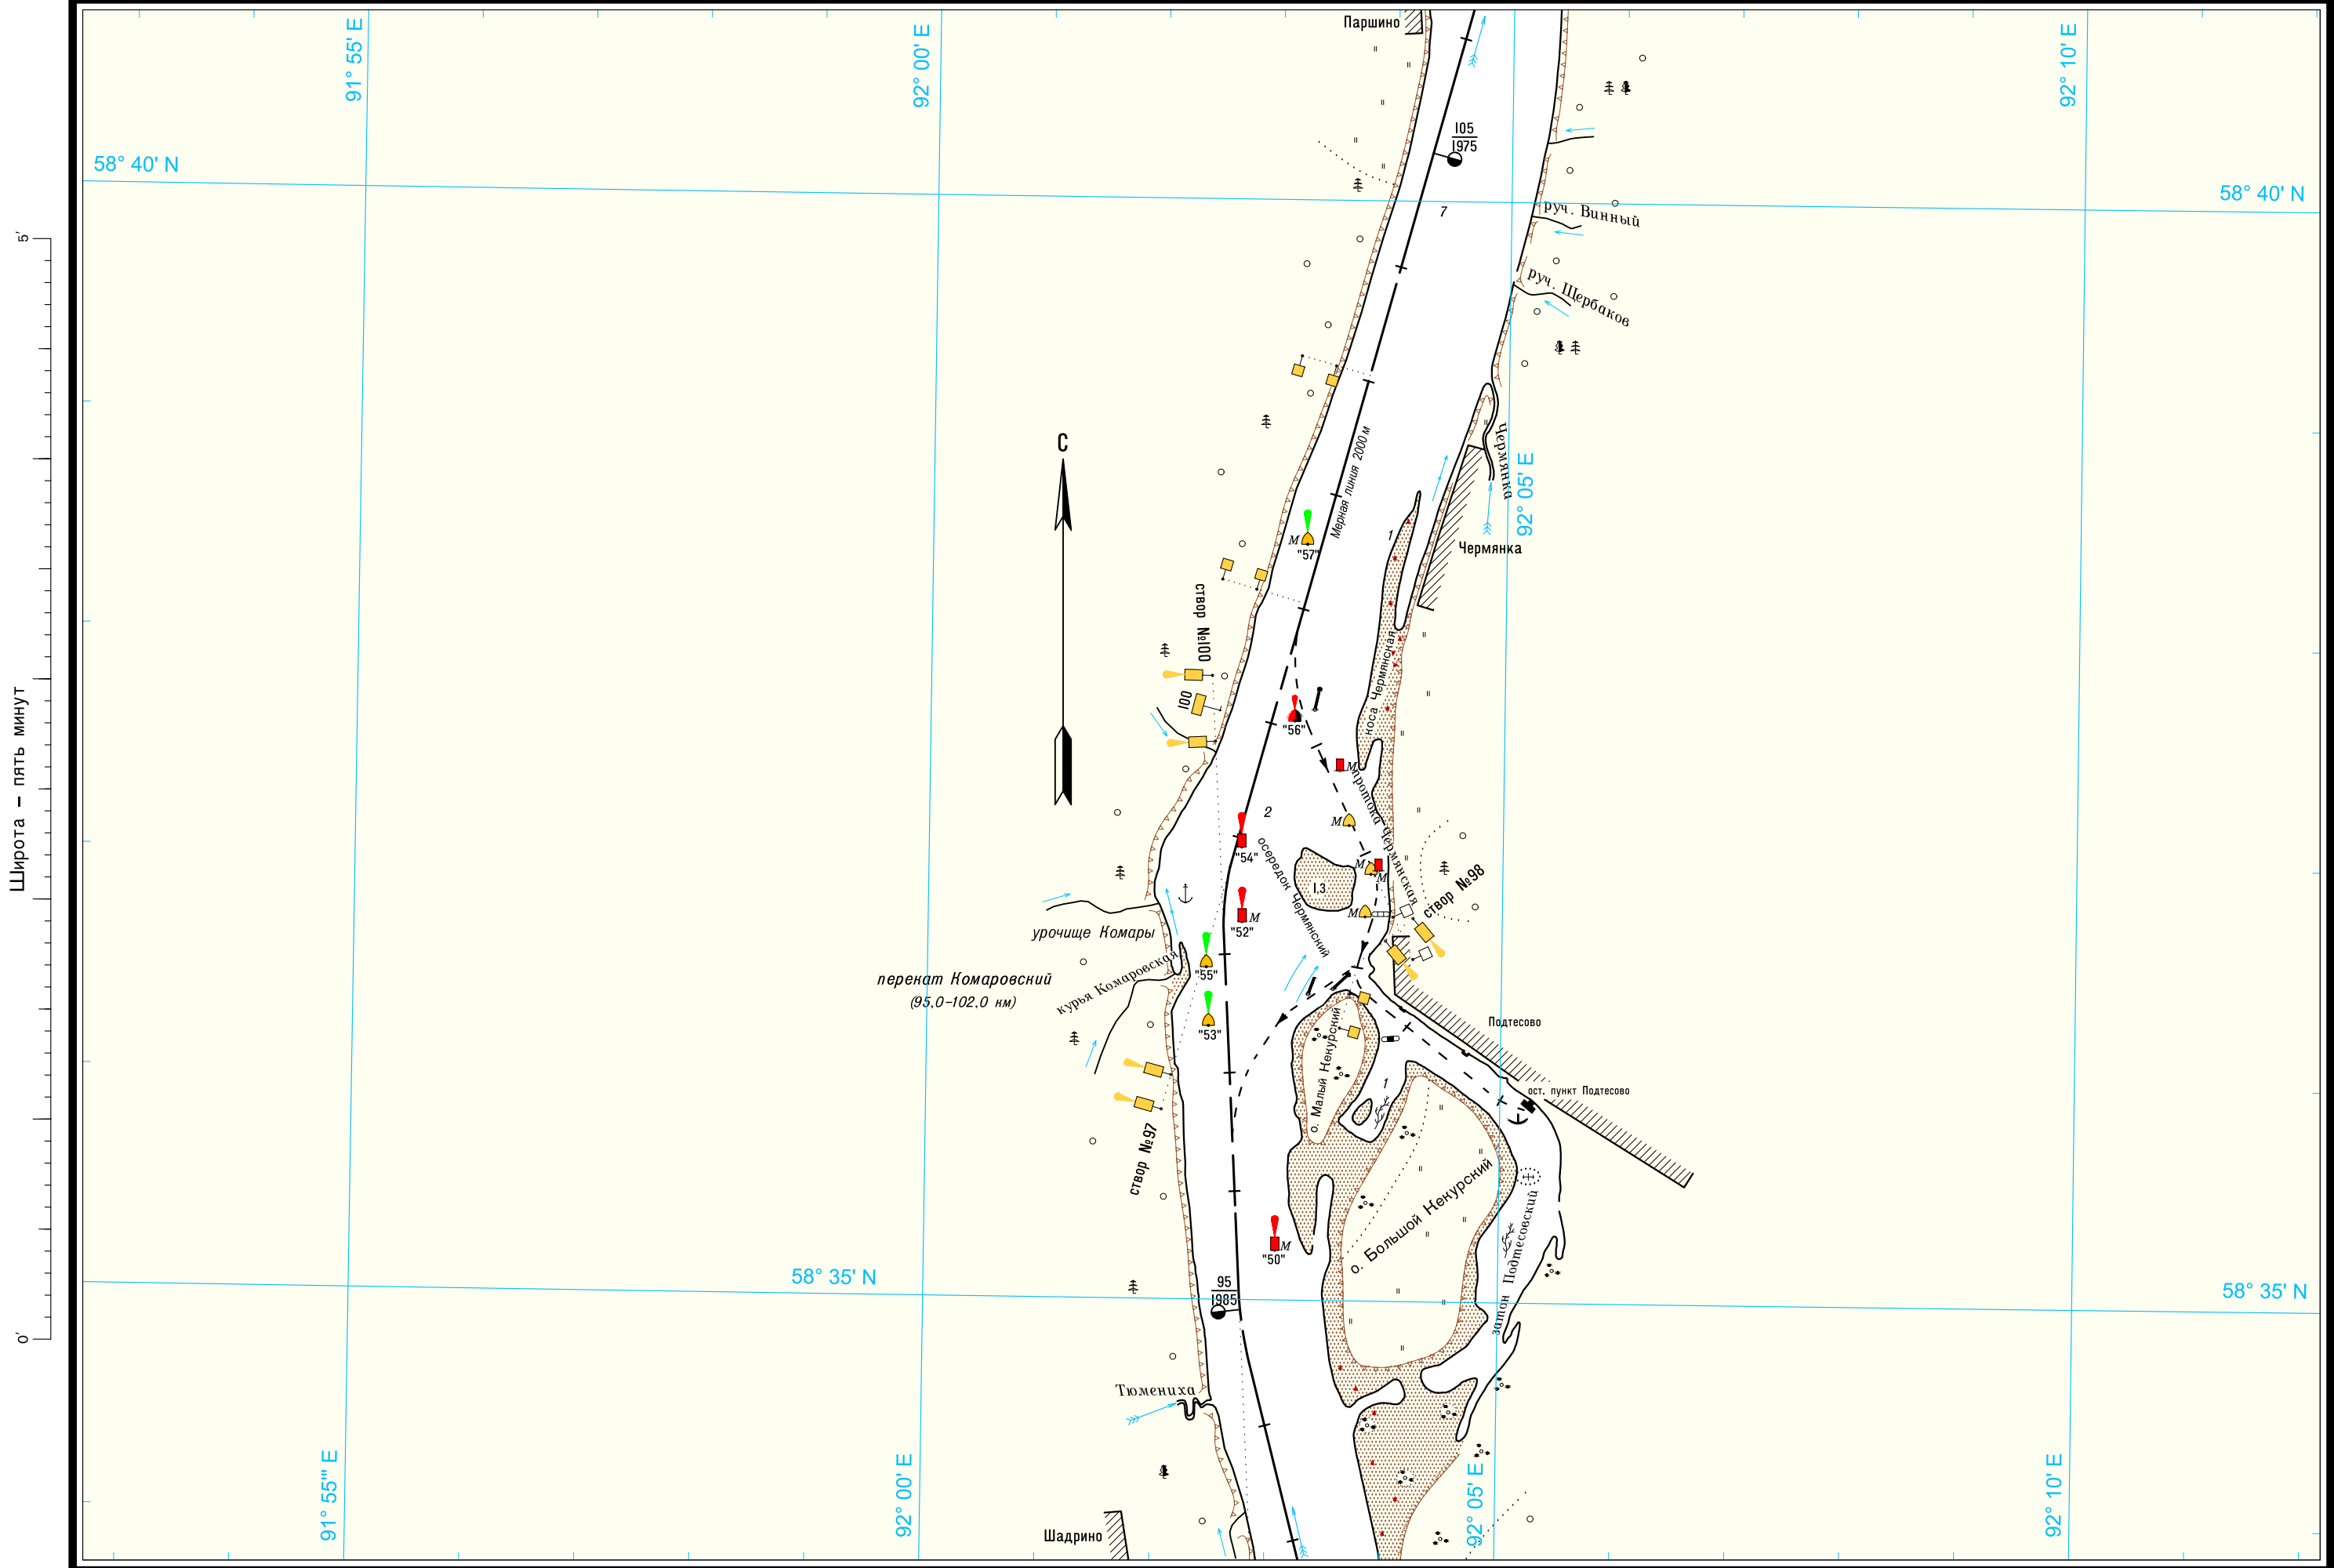 Паршино
91° 55' E
92° 00' E
92° 10' E
105
1975
58° 40' N
58° 40' N
7
руч. Винный
5'
руч. Щербаков
С
Чермянка
92° 05' E
Мерная линия 2000 м
М
"57"
1
Чермянка
створ №100
100
коса Чермянская
"56"
М
протока Чермянская
Широта – пять минут
2
М
"54"
осередок Чермянский
1,3
М
М
створ №98
М
"52"
М
урочище Комары
"55"
перекат Комаровский
(95,0–102,0 км)
курья Комаровская
"53"
Подтесово
о. Малый Кекурский
1
ост. пункт Подтесово
створ №97
о. Большой Кекурский
затон Подтесовский
М
"50"
58° 35' N
95
1985
58° 35' N
0'
Тюмениха
91° 55'" E
92° 00' E
92° 05' E
92° 10' E
Шадрино